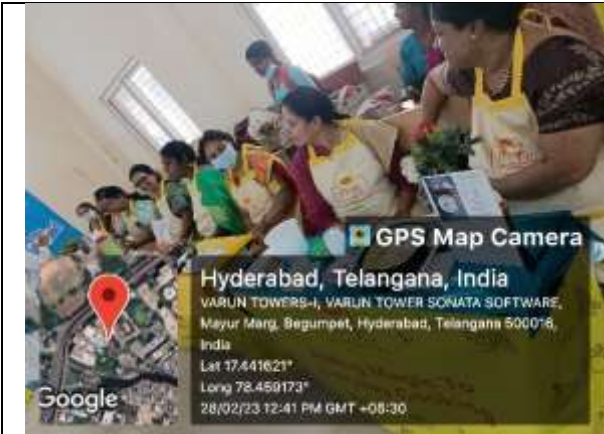 GPS Map Camera
Hyderabad, Telangana, India
VARUN TOWERS-I, VARUN TOWER SONATA SOFTWARE,
Mayur Marg, Begumpet, Hyderabad, Telangana 500016,
India
Lat 17.441621°
Long 78.459173°
28/02/23 12:41 PM GMT +05:30
Google